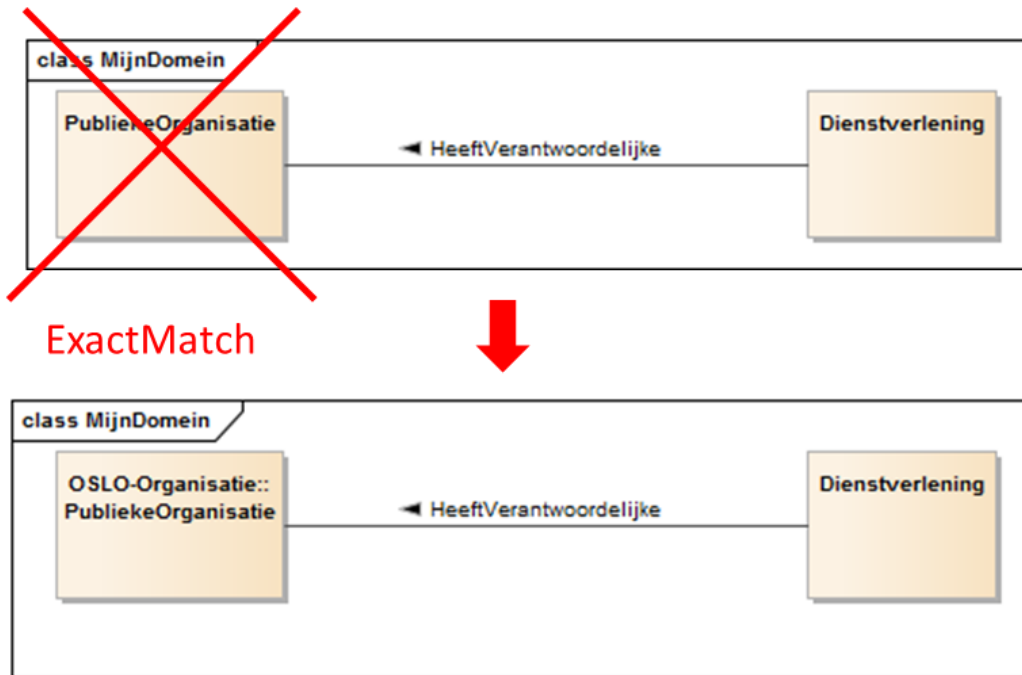 class MijnDomein
PubliekeOrganisatie
HeeftVerantwoordelijke
Dienstverlening
ExactMatch
class MijnDomein
OSLO-Organisatie::
PubliekeOrganisatie
HeeftVerantwoordelijke
Dienstverlening